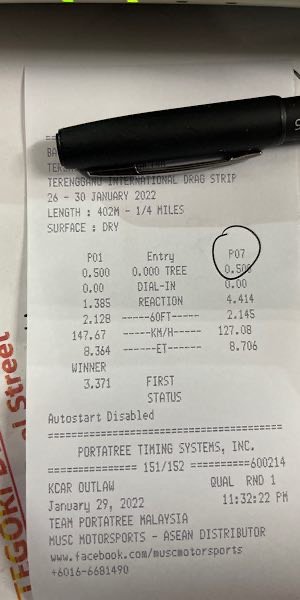 TERENGGANU INTERNATIONAL DRAG STRIP
26 - 30 JANUARY 2022
LENGTH : 402M - 1/4 MILES
SURFACE : DRY
P01 Entry P07
0.500 0.000 TREE 0.500
0.00 DIAL-IN 0.00
1.385 REACTION 4.414
2.128 -----60FT----- 2.145
147.67 -----KM/H----- 127.08
8.364 ------ET------ 8.706
WINNER
3.371 FIRST
STATUS
Autostart Disabled
========================================
PORTATREE TIMING SYSTEMS, INC.
=============== 151/152 ==========600214
KCAR OUTLAW QUAL RND 1
January 29, 2022 11:32:22 PM
TEAM PORTATREE MALAYSIA
MUSC MOTORSPORTS - ASEAN DISTRIBUTOR
www.facebook.com/muscmotorsports
+6016-6681490
Street